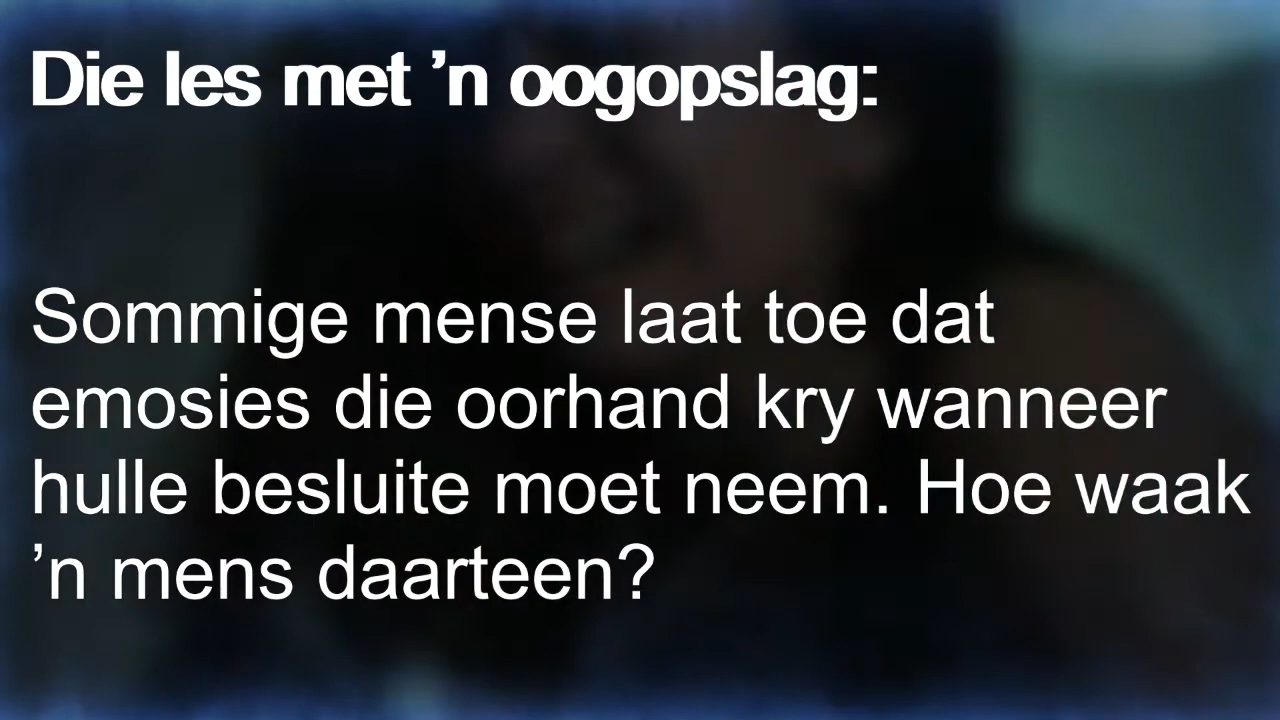 Die les met ’n oogopslag:
Sommige mense laat toe dat
emosies die oorhand kry wanneer
hulle besluite moet neem. Hoe waak
’n mens daarteen?